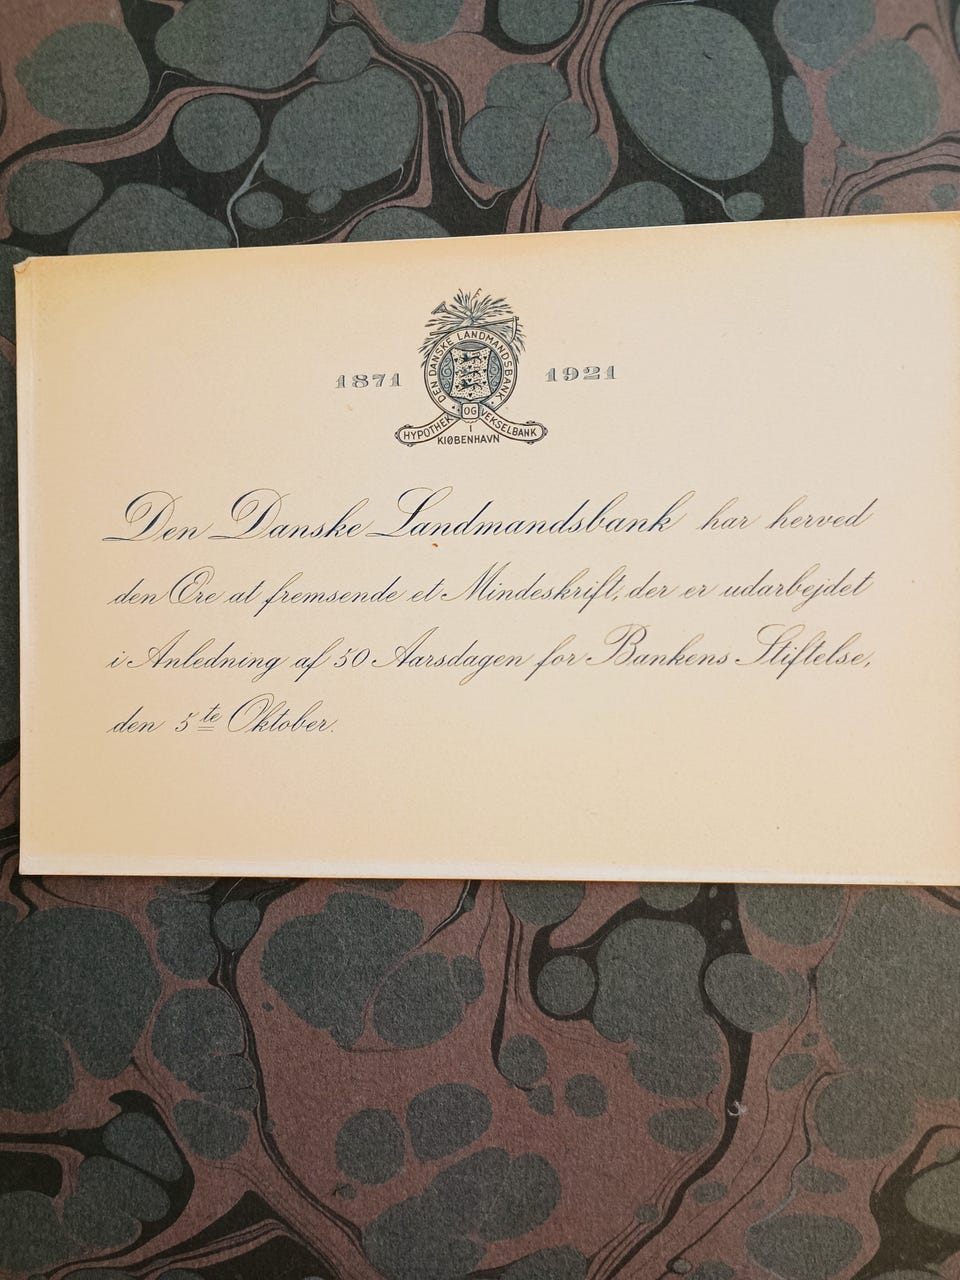 1871 DEN DANSKE LANDMANDSBANK 1921
HYPOTHEK OG VEKSELBANK
I
KIØBENHAVN
Den Danske Landmandsbank har herved
den Ære at fremsende et Mindeskrift, der er udarbejdet
i Anledning af 50 Aarsdagen for Bankens Stiftelse,
den 5te Oktober.